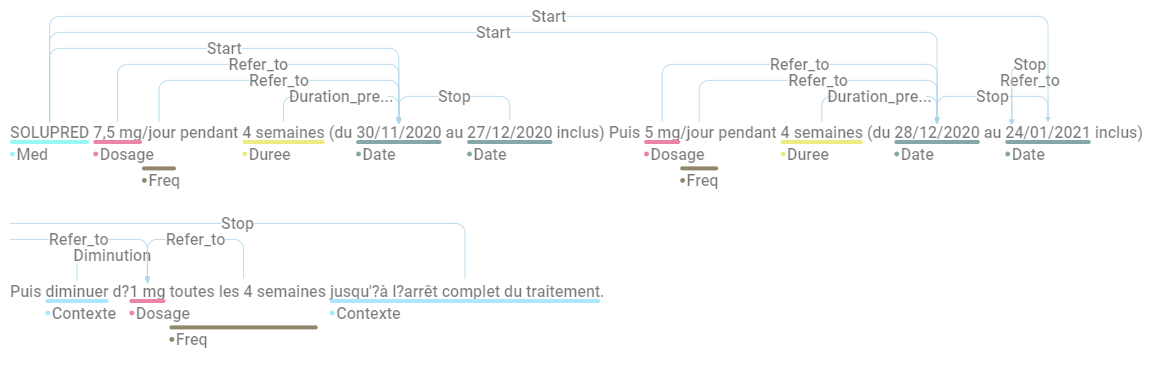 Start
Start
Start
Refer_to Refer_to Stop
Refer_to Refer_to Refer_to
Duration_pre... Stop Duration_pre... Stop
SOLUPRED 7,5 mg/jour pendant 4 semaines (du 30/11/2020 au 27/12/2020 inclus) Puis 5 mg/jour pendant 4 semaines (du 28/12/2020 au 24/01/2021 inclus)
Med Dosage Duree Date Date Dosage Duree Date Date
Freq Freq
Stop
Refer_to Refer_to
Diminution
Puis diminuer d?1 mg toutes les 4 semaines jusqu'?à l?arrêt complet du traitement.
Contexte Dosage Contexte
Freq